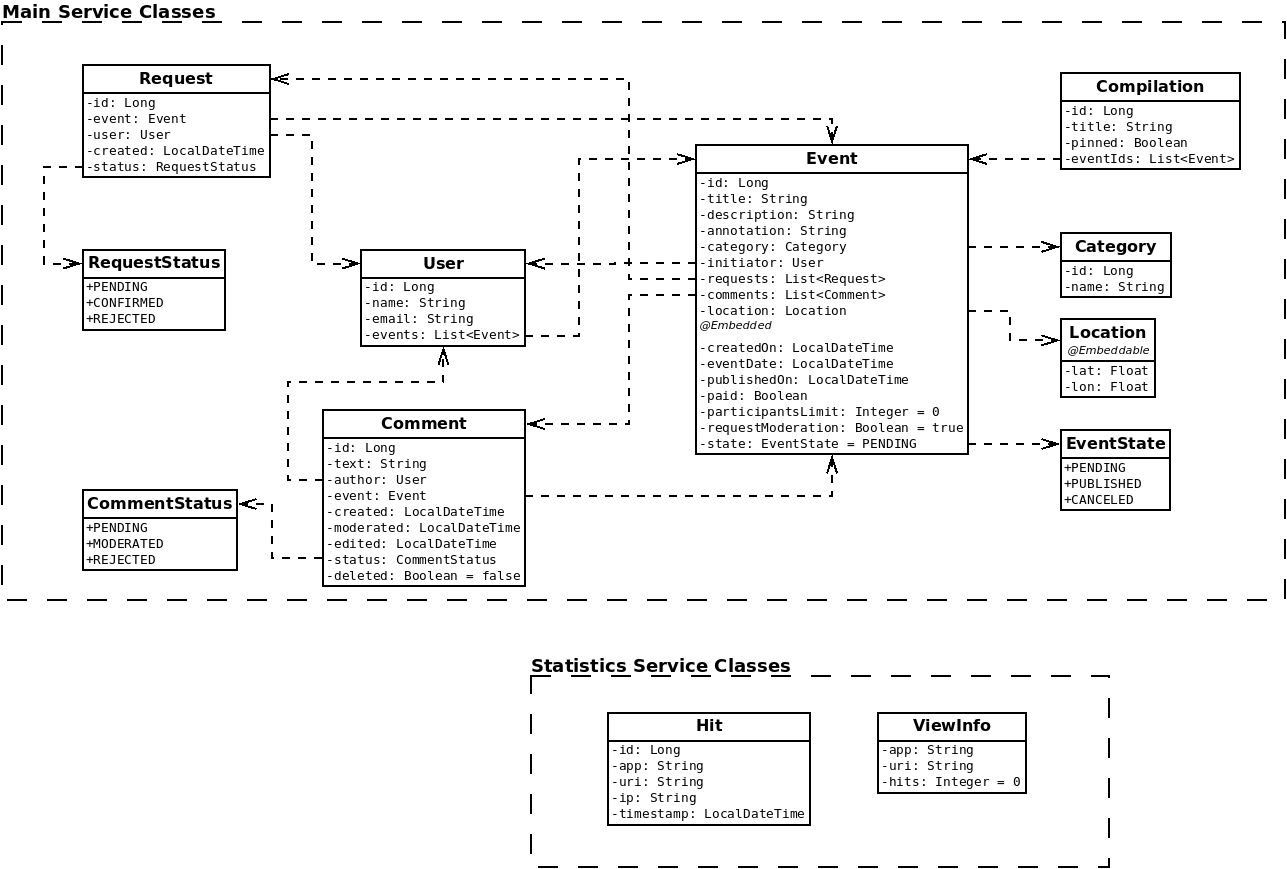 Main Service Classes
Request
-id: Long
-event: Event
-user: User
-created: LocalDateTime
-status: RequestStatus
Compilation
-id: Long
-title: String
-pinned: Boolean
-eventIds: List<Event>
Event
-id: Long
-title: String
-description: String
-annotation: String
-category: Category
-initiator: User
-requests: List<Request>
-comments: List<Comment>
-location: Location
@Embedded
-createdOn: LocalDateTime
-eventDate: LocalDateTime
-publishedOn: LocalDateTime
-paid: Boolean
-participantsLimit: Integer = 0
-requestModeration: Boolean = true
-state: EventState = PENDING
RequestStatus
+PENDING
+CONFIRMED
+REJECTED
User
-id: Long
-name: String
-email: String
-events: List<Event>
Category
-id: Long
-name: String
Location
@Embeddable
-lat: Float
-lon: Float
Comment
-id: Long
-text: String
-author: User
-event: Event
-created: LocalDateTime
-moderated: LocalDateTime
-edited: LocalDateTime
-status: CommentStatus
-deleted: Boolean = false
EventState
+PENDING
+PUBLISHED
+CANCELED
CommentStatus
+PENDING
+MODERATED
+REJECTED
Statistics Service Classes
Hit
-id: Long
-app: String
-uri: String
-ip: String
-timestamp: LocalDateTime
ViewInfo
-app: String
-uri: String
-hits: Integer = 0